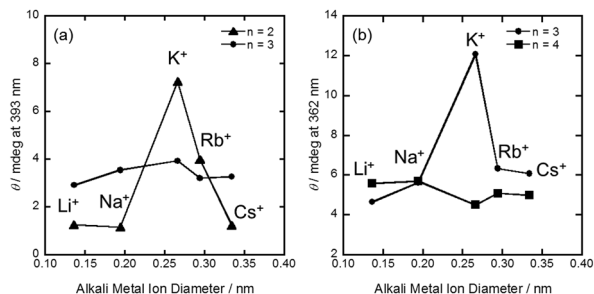 (a)
n = 2
n = 3
K+
Rb+
Li+
Na+
Cs+
10
8
6
4
2
0
θ / mdeg at 393 nm
0.10 0.15 0.20 0.25 0.30 0.35 0.40
Alkali Metal Ion Diameter / nm
(b)
n = 3
n = 4
K+
Rb+
Li+
Na+
Cs+
14
12
10
8
6
4
2
θ / mdeg at 362 nm
0.10 0.15 0.20 0.25 0.30 0.35 0.40
Alkali Metal Ion Diameter / nm